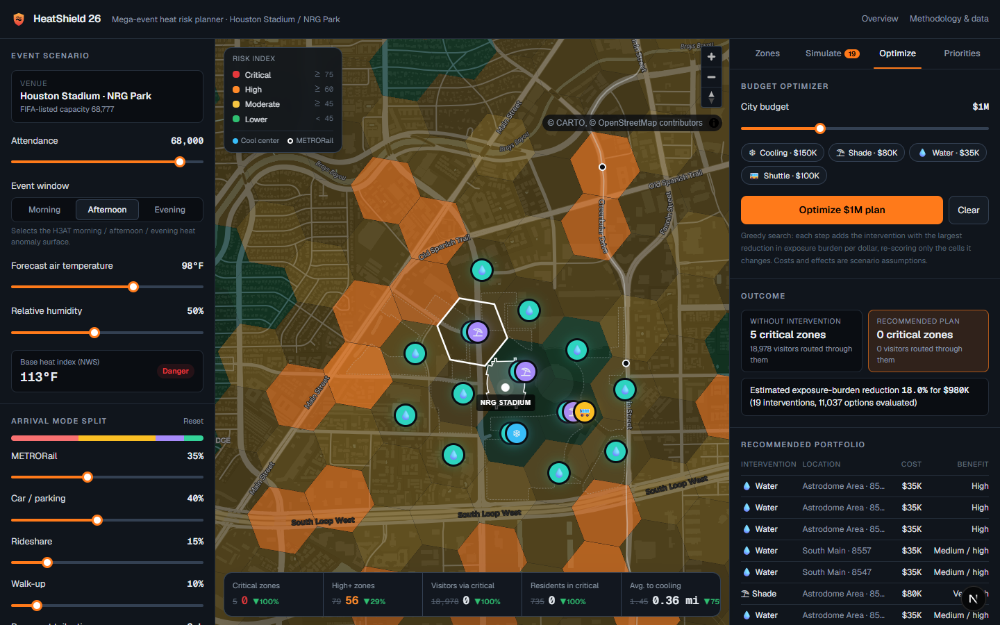 HeatShield 26
Mega-event heat risk planner · Houston Stadium / NRG Park
Overview
Methodology & data
EVENT SCENARIO
VENUE
Houston Stadium · NRG Park
FIFA-listed capacity 68,777
Attendance
68,000
Event window
Morning
Afternoon
Evening
Selects the H3AT morning / afternoon / evening heat
anomaly surface.
Forecast air temperature
98°F
Relative humidity
50%
Base heat index (NWS)
113°F
Danger
ARRIVAL MODE SPLIT
Reset
METRORail
35%
Car / parking
40%
Rideshare
15%
Walk-up
10%
RISK INDEX
Critical
≥ 75
High
≥ 60
Moderate
≥ 45
Lower
< 45
Cool center
METRORail
© CARTO, © OpenStreetMap contributors
Brays Bayou
Main Street
Main Street
Brays Bayou
Brays Bayou
Old Spanish Trail
Greenbriar Drive
Fannin Street
Old Spanish Trail
NRG STADIUM
Main Street
Main Street
South Loop West
South Loop West
South Loop West
Critical zones
5 0 ▼100%
High+ zones
79 56 ▼29%
Visitors via critical
18,978 0 ▼100%
Residents in critical
735 0 ▼100%
Avg. to cooling
1.45 0.36 mi ▼75
Zones
Simulate 19
Optimize
Priorities
BUDGET OPTIMIZER
City budget
$1M
Cooling · $150K
Shade · $80K
Water · $35K
Shuttle · $100K
Optimize $1M plan
Clear
Greedy search: each step adds the intervention with the largest
reduction in exposure burden per dollar, re-scoring only the cells it
changes. Costs and effects are scenario assumptions.
OUTCOME
WITHOUT INTERVENTION
5 critical zones
18,978 visitors routed through
them
RECOMMENDED PLAN
0 critical zones
0 visitors routed through
them
Estimated exposure-burden reduction 18.0% for $980K
(19 interventions, 11,037 options evaluated)
RECOMMENDED PORTFOLIO
INTERVENTION LOCATION COST BENEFIT
Water Astrodome Area · 85... $35K High
Water Astrodome Area · 85... $35K High
Water Astrodome Area · 85... $35K High
Water South Main · 8557 $35K Medium / high
Water South Main · 8547 $35K Medium / high
Shade Astrodome Area · 85... $80K
Water Astrodome Area · 85... $35K Medium / high
N